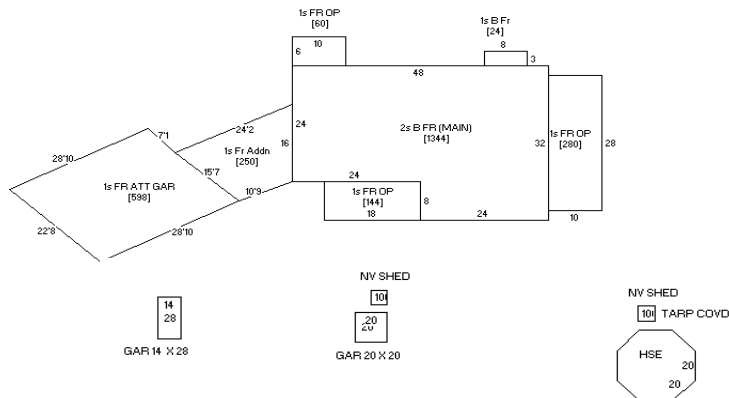 1s FR OP
[60]
10
6
1s B Fr
[24]
8
3
48
7'1
24'2
24
16
1s Fr Addn
[250]
2s B FR (MAIN)
[1344]
32
1s FR OP
[280]
28
10
28'10
15'7
1s FR ATT GAR
[598]
10'9
24
1s FR OP
[144]
18
8
24
22'8
28'10
NV SHED
14
28
GAR 14 X 28
20
20
GAR 20 X 20
NV SHED
TARP COVD
HSE
20
20